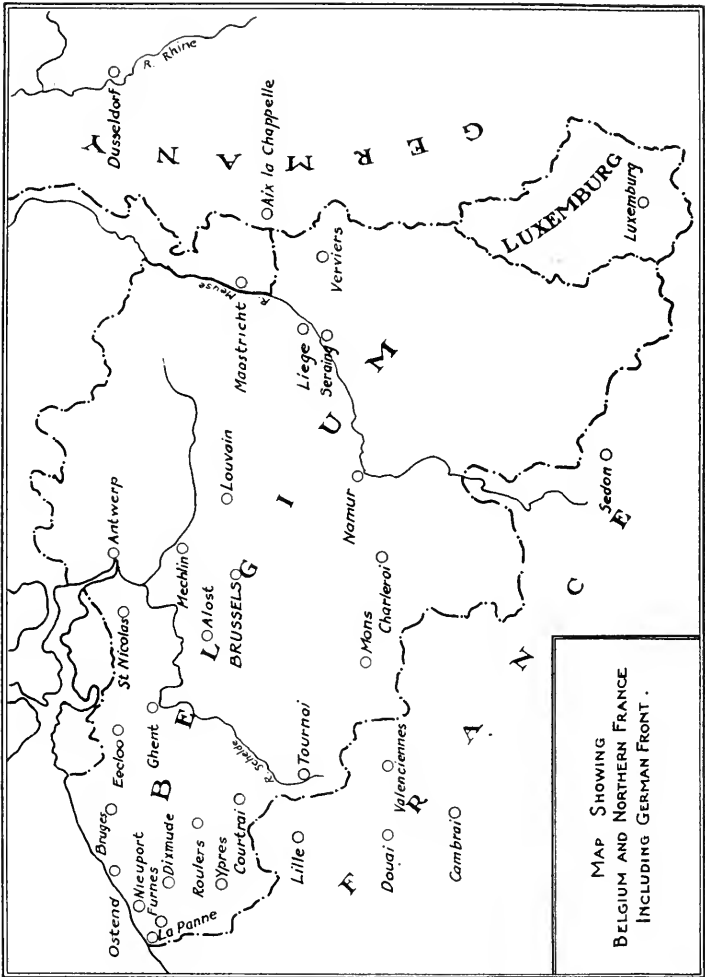 R. Rhine
Dusseldorf
GERMANY
Aix la Chappelle
LUXEMBURG
Luxemburg
Verviers
R. Meuse
Maastricht
Liege
Seraing
Louvain
Namur
Sedan
Antwerp
Mechlin
Alost
BRUSSELS
BELGIUM
Mons
Charleroi
St Nicolas
Eecloo
Ghent
R. Schelde
Tournai
Valenciennes
FRANCE
Bruges
Ostend
Nieuport
Furnes
Dixmude
La Panne
Roulers
Ypres
Courtrai
Lille
Douai
Cambrai
MAP SHOWING
BELGIUM AND NORTHERN FRANCE
INCLUDING GERMAN FRONT.